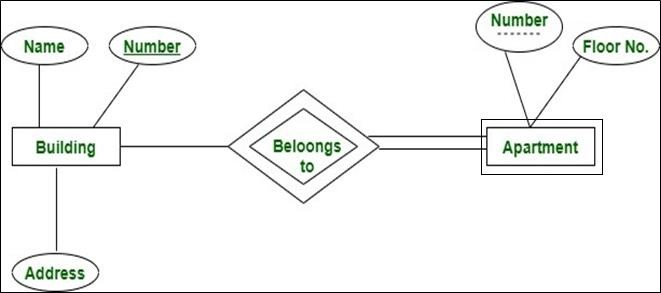 Name
Number
Number
Floor No.
Building
Beloongs
to
Apartment
Address